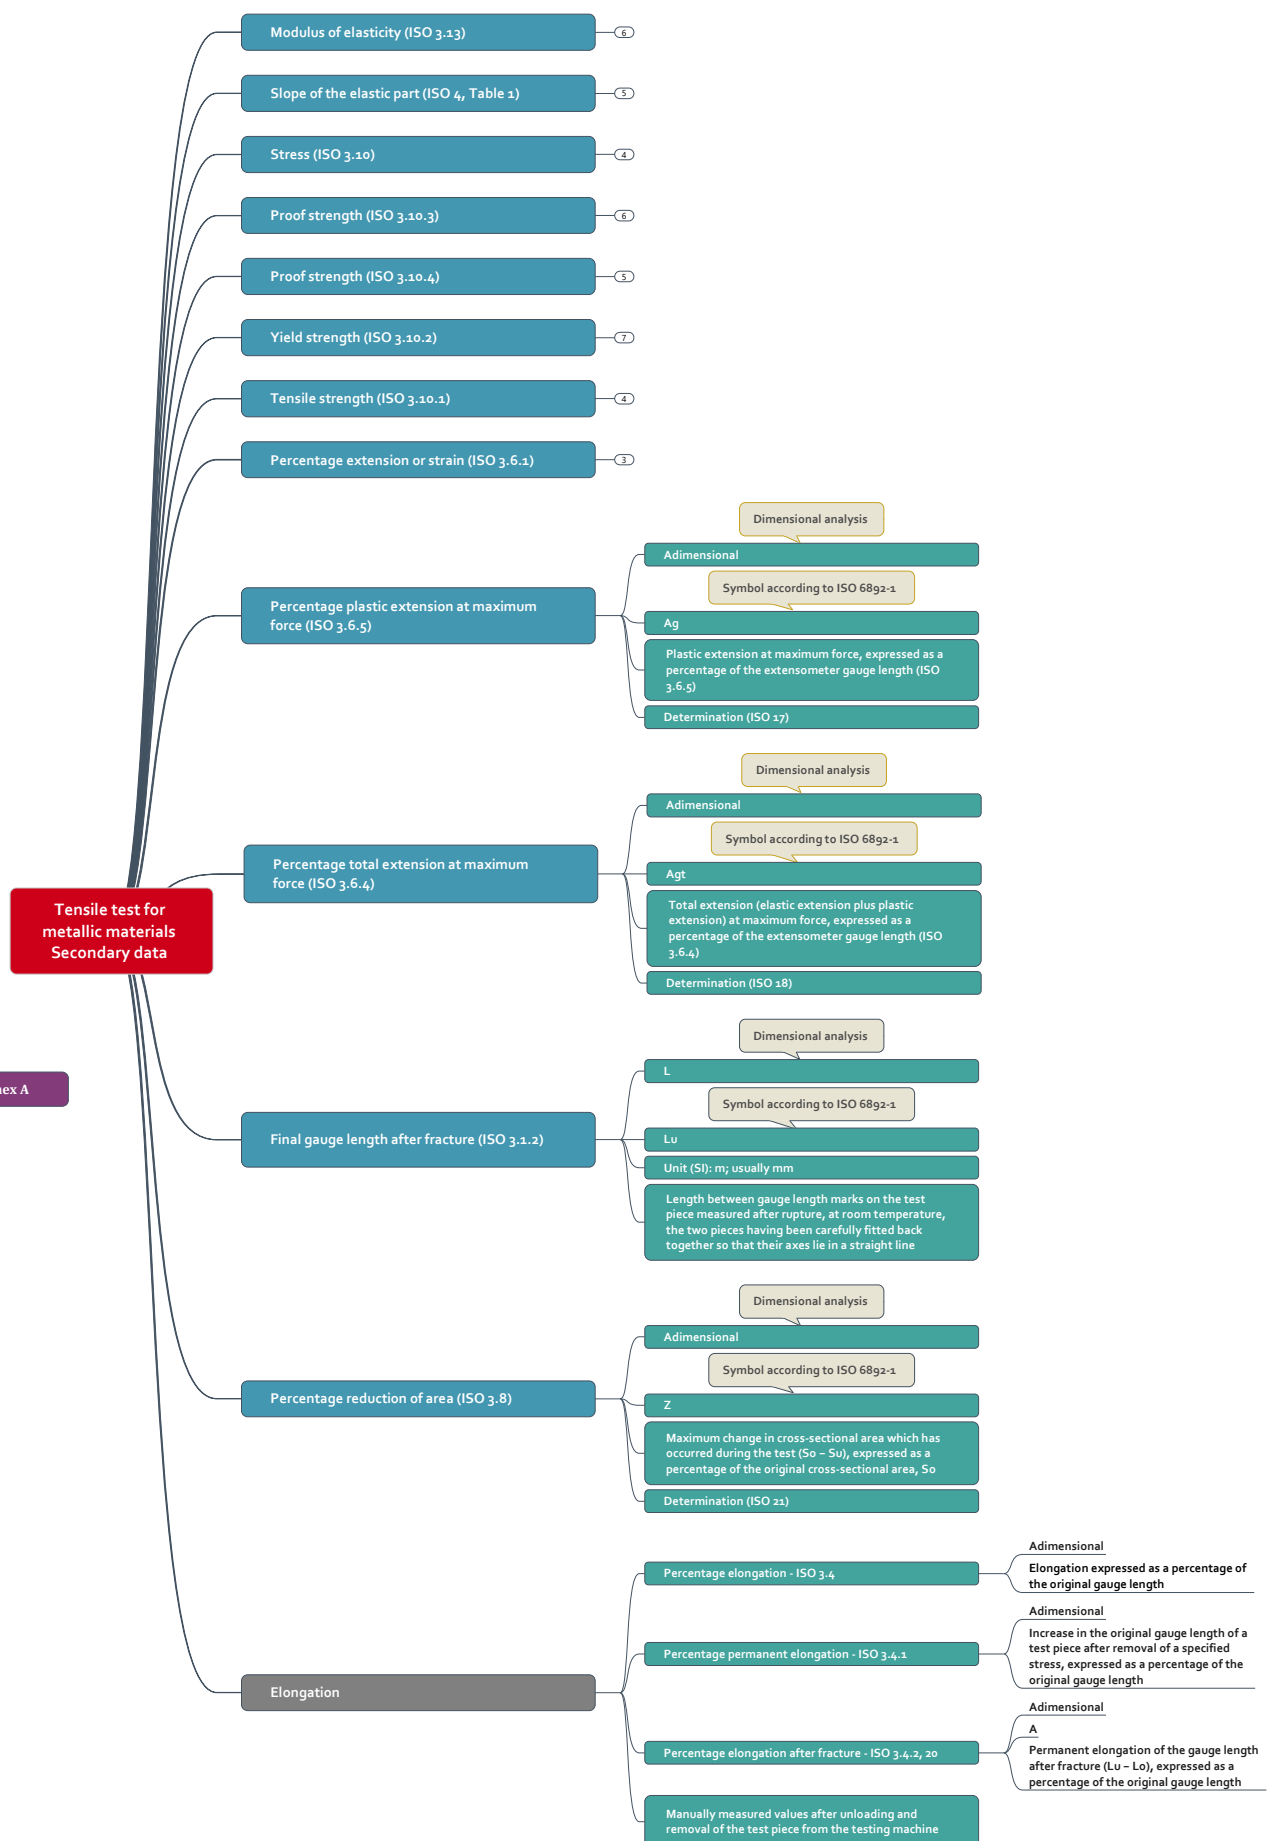 Modulus of elasticity (ISO 3.13)
6
Slope of the elastic part (ISO 4, Table 1)
5
Stress (ISO 3.10)
4
Proof strength (ISO 3.10.3)
6
Proof strength (ISO 3.10.4)
5
Yield strength (ISO 3.10.2)
7
Tensile strength (ISO 3.10.1)
4
Percentage extension or strain (ISO 3.6.1)
3
Percentage plastic extension at maximum
force (ISO 3.6.5)
Dimensional analysis
Adimensional
Symbol according to ISO 6892-1
Ag
Plastic extension at maximum force, expressed as a
percentage of the extensometer gauge length (ISO
3.6.5)
Determination (ISO 17)
Percentage total extension at maximum
force (ISO 3.6.4)
Dimensional analysis
Adimensional
Symbol according to ISO 6892-1
Agt
Total extension (elastic extension plus plastic
extension) at maximum force, expressed as a
percentage of the extensometer gauge length (ISO
3.6.4)
Determination (ISO 18)
Tensile test for
metallic materials
Secondary data
ex A
Final gauge length after fracture (ISO 3.1.2)
Dimensional analysis
L
Symbol according to ISO 6892-1
Lu
Unit (SI): m; usually mm
Length between gauge length marks on the test
piece measured after rupture, at room temperature,
the two pieces having been carefully fitted back
together so that their axes lie in a straight line
Percentage reduction of area (ISO 3.8)
Dimensional analysis
Adimensional
Symbol according to ISO 6892-1
Z
Maximum change in cross-sectional area which has
occurred during the test (So – Su), expressed as a
percentage of the original cross-sectional area, So
Determination (ISO 21)
Elongation
Percentage elongation - ISO 3.4
Adimensional
Elongation expressed as a percentage of
the original gauge length
Percentage permanent elongation - ISO 3.4.1
Adimensional
Increase in the original gauge length of a
test piece after removal of a specified
stress, expressed as a percentage of the
original gauge length
Percentage elongation after fracture - ISO 3.4.2, 20
Adimensional
A
Permanent elongation of the gauge length
after fracture (Lu – Lo), expressed as a
percentage of the original gauge length
Manually measured values after unloading and
removal of the test piece from the testing machine